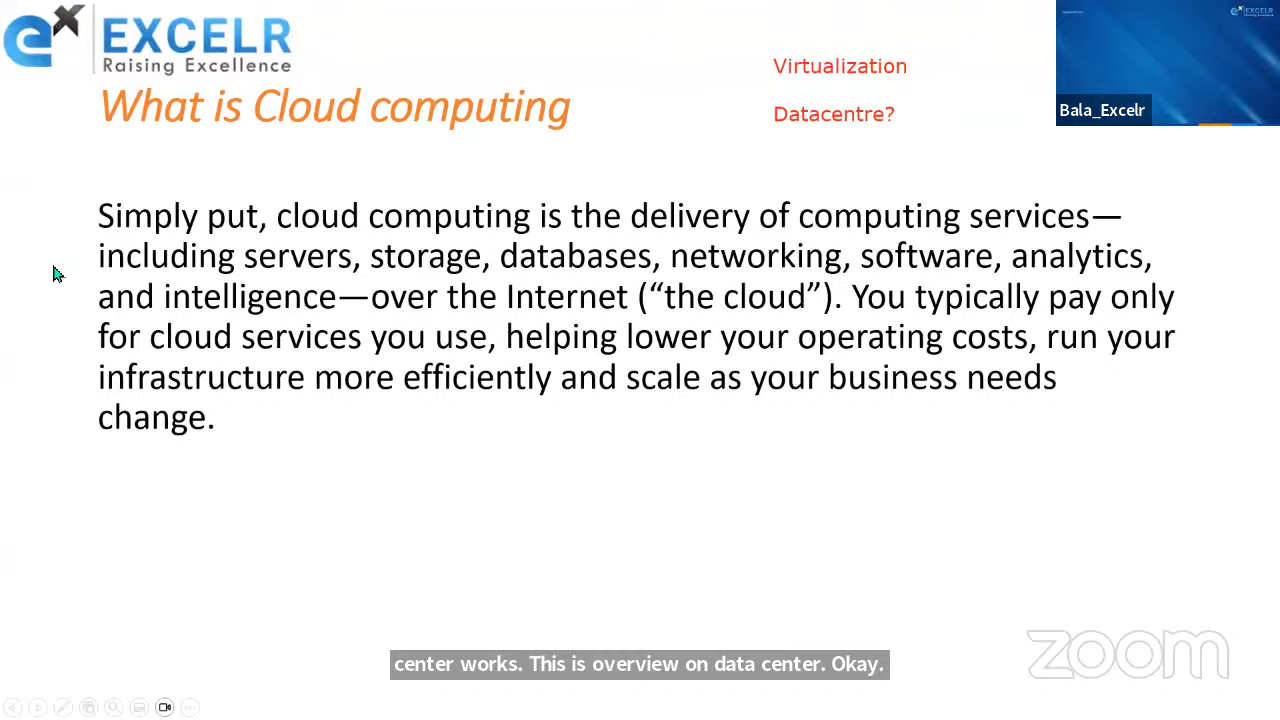 EXCELR
Raising Excellence
What is Cloud computing
Virtualization
Datacentre?
EXCELR
Bala_Excelr
Simply put, cloud computing is the delivery of computing services—
including servers, storage, databases, networking, software, analytics,
and intelligence—over the Internet (“the cloud”). You typically pay only
for cloud services you use, helping lower your operating costs, run your
infrastructure more efficiently and scale as your business needs
change.
zoom
center works. This is overview on data center. Okay.